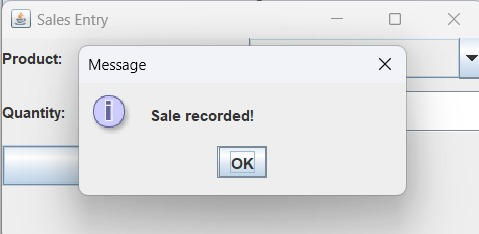 Sales Entry
Product:
Message
Quantity:
Sale recorded!
OK